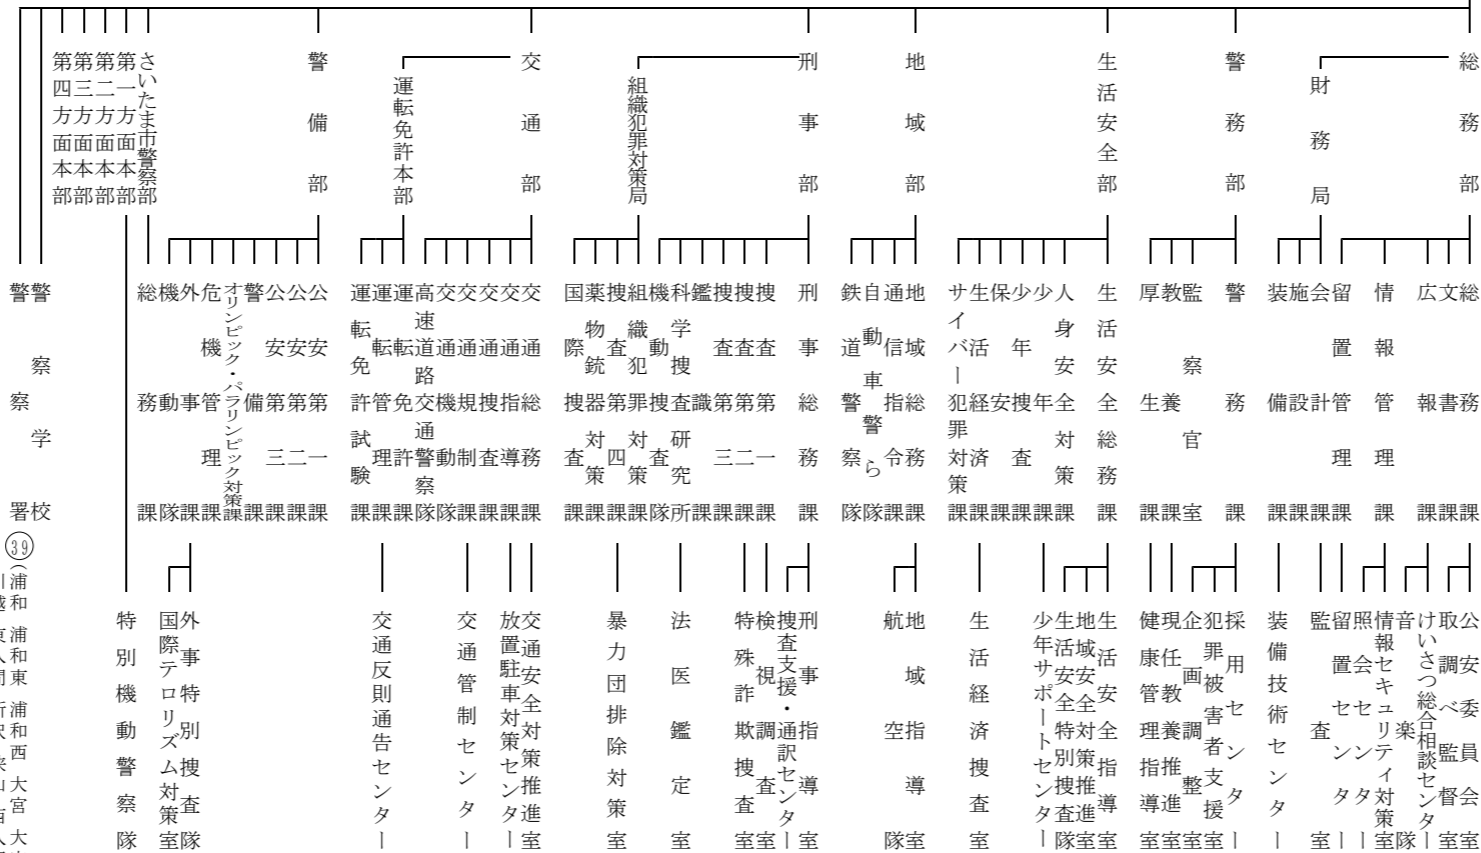 総務部
財務局
警務部
生活安全部
地域部
刑事部
組織犯罪対策局
交通部
運転免許本部
警備部
さいたま市警察部
第一方面本部
第二方面本部
第三方面本部
第四方面本部
総務課
文書課
広報課
情報管理課
留置管理課
会計課
施設課
装備課
警務課
監察官室
教養課
厚生課
生活安全総務課
人身安全対策課
少年課
少年捜査課
保安課
生活経済課
サイバー犯罪対策課
地域総務課
通信指令課
自動車警ら隊
鉄道警察隊
刑事総務課
捜査第一課
捜査第二課
捜査第三課
鑑識課
科学捜査研究所
機動捜査隊
組織犯罪対策課
捜査第四課
薬物銃器対策課
国際捜査課
交通総務課
交通指導課
交通捜査課
交通規制課
交通機動隊
高速道路交通警察隊
運転免許課
運転管理課
運転免許試験課
公安第一課
公安第二課
公安第三課
警備課
オリンピック・パラリンピック対策課
危機管理課
外事課
機動隊
総務課
警察学校
警察署㊴
公安委員会室
取調べ監督室
けいさつ総合相談センター
音楽隊
情報セキュリティ対策室
照会センター
留置センター
監査室
装備技術センター
採用センター
犯罪被害者支援室
企画調整室
現任教養推進室
健康管理指導室
生活安全指導室
地域安全対策推進室
生活安全特別捜査隊
少年サポートセンター
生活経済捜査室
地域指導室
航空隊
刑事指導室
捜査支援・通訳センター
検視調査室
特殊詐欺捜査室
法医鑑定室
暴力団排除対策室
交通安全対策推進室
放置駐車対策センター
交通管制センター
交通反則通告センター
外事特別捜査隊
国際テロリズム対策室
特別機動警察隊
(浦和 浦和東 浦和西 大宮 大